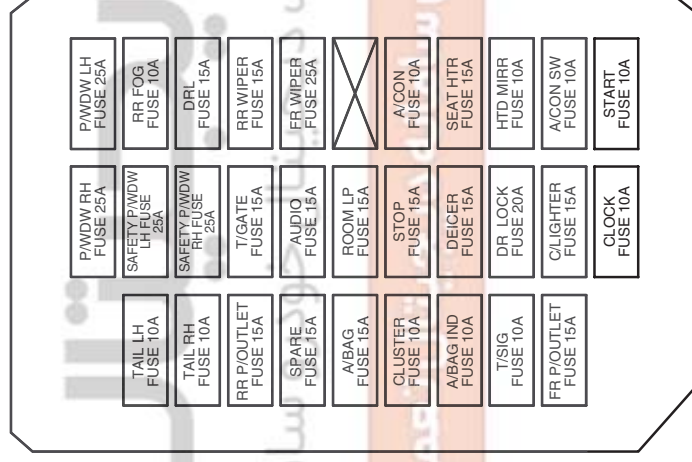 P/WDW LH
FUSE 25A
RR FOG
FUSE 10A
DRL
FUSE 15A
RR WIPER
FUSE 15A
FR WIPER
FUSE 25A
A/CON
FUSE 10A
SEAT HTR
FUSE 15A
HTD MIRR
FUSE 10A
A/CON SW
FUSE 10A
START
FUSE 10A
P/WDW RH
FUSE 25A
SAFETY P/WDW
LH FUSE
25A
SAFETY P/WDW
RH FUSE
25A
T/GATE
FUSE 15A
AUDIO
FUSE 15A
ROOM LP
FUSE 15A
STOP
FUSE 15A
DEICER
FUSE 15A
DR LOCK
FUSE 20A
C/LIGHTER
FUSE 15A
CLOCK
FUSE 10A
TAIL LH
FUSE 10A
TAIL RH
FUSE 10A
RR P/OUTLET
FUSE 15A
SPARE
FUSE 15A
A/BAG
FUSE 15A
CLUSTER
FUSE 10A
A/BAG IND
FUSE 10A
T/SIG
FUSE 10A
FR P/OUTLET
FUSE 15A